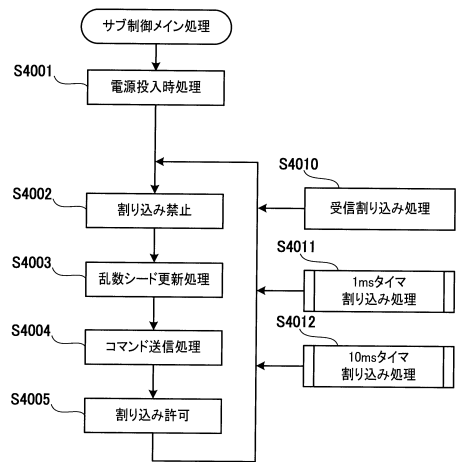 サブ制御メイン処理
S4001
電源投入時処理
S4002
割り込み禁止
S4003
乱数シード更新処理
S4004
コマンド送信処理
S4005
割り込み許可
S4010
受信割り込み処理
S4011
1msタイマ
割り込み処理
S4012
10msタイマ
割り込み処理